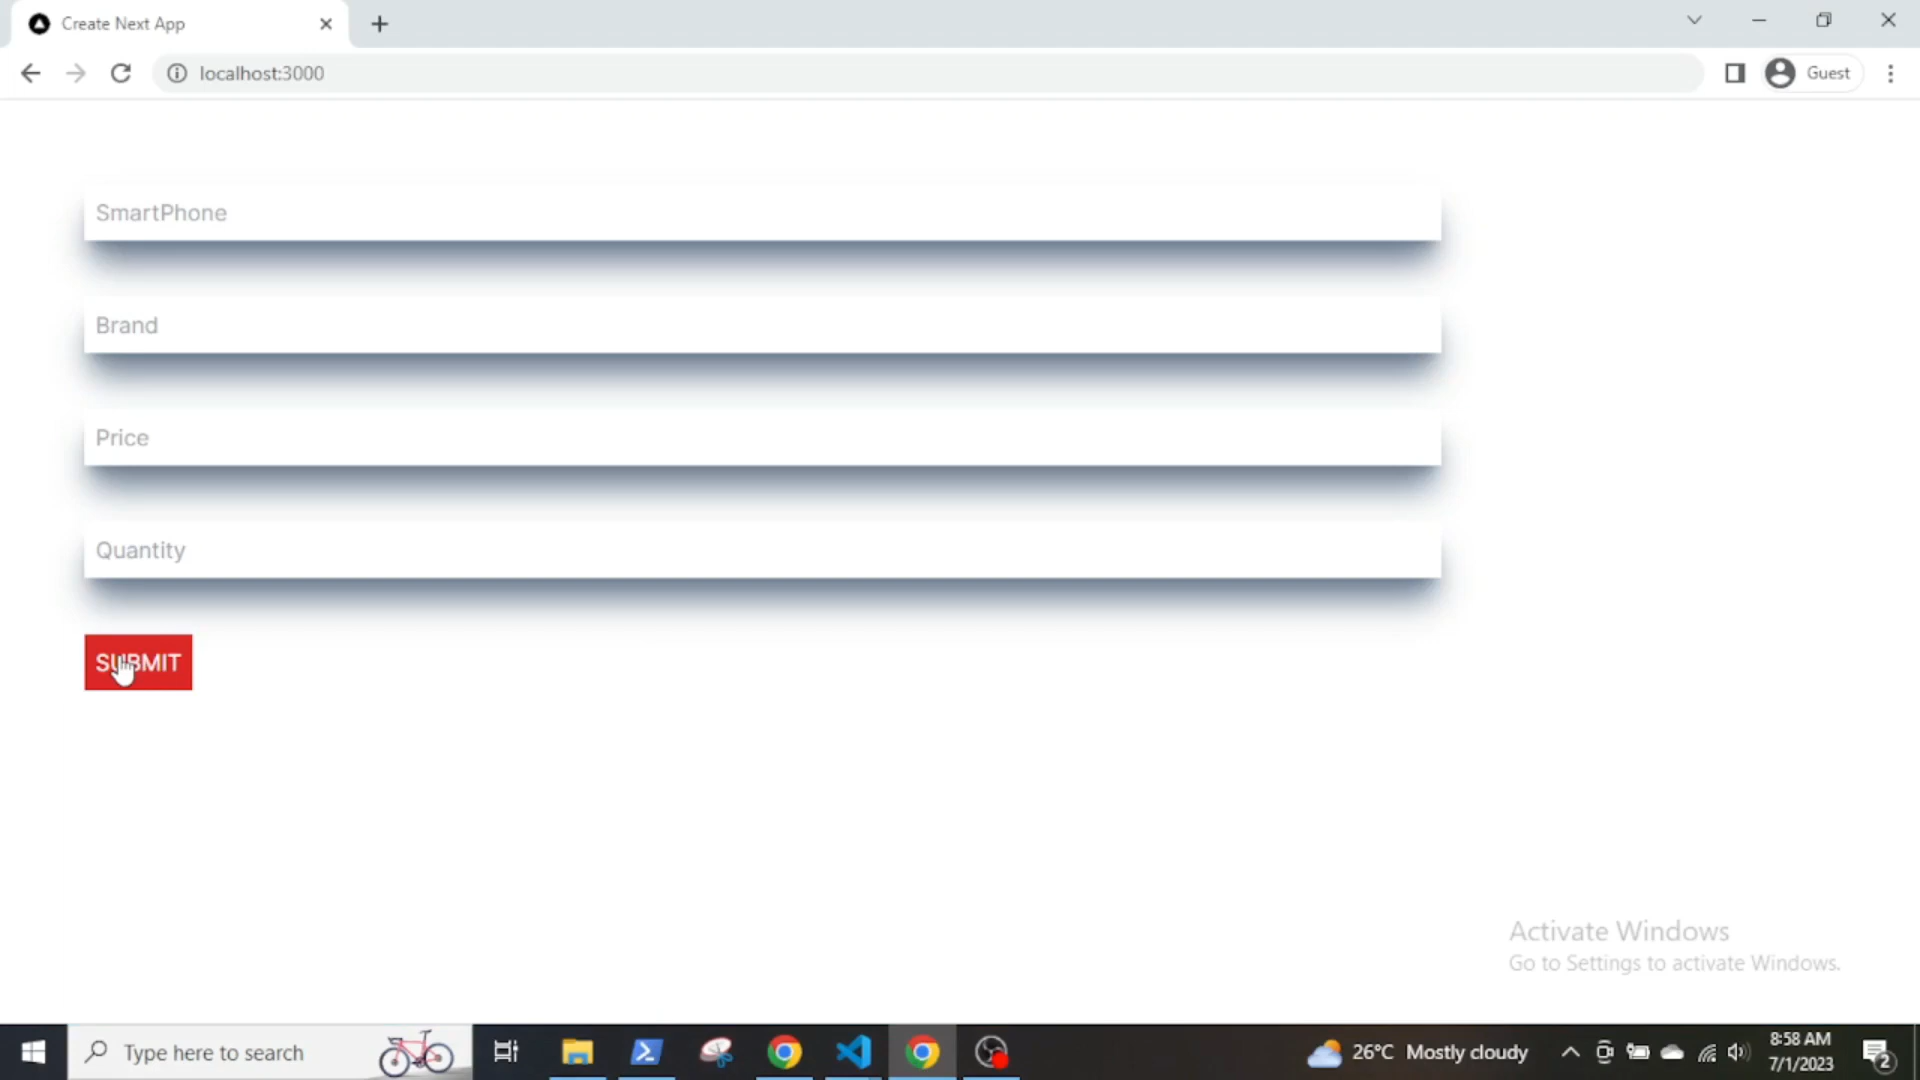 Create Next App
localhost:3000
Guest
SmartPhone
Brand
Price
Quantity
SUBMIT
Activate Windows
Go to Settings to activate Windows.
Type here to search
26°C Mostly cloudy
8:58 AM
7/1/2023
2